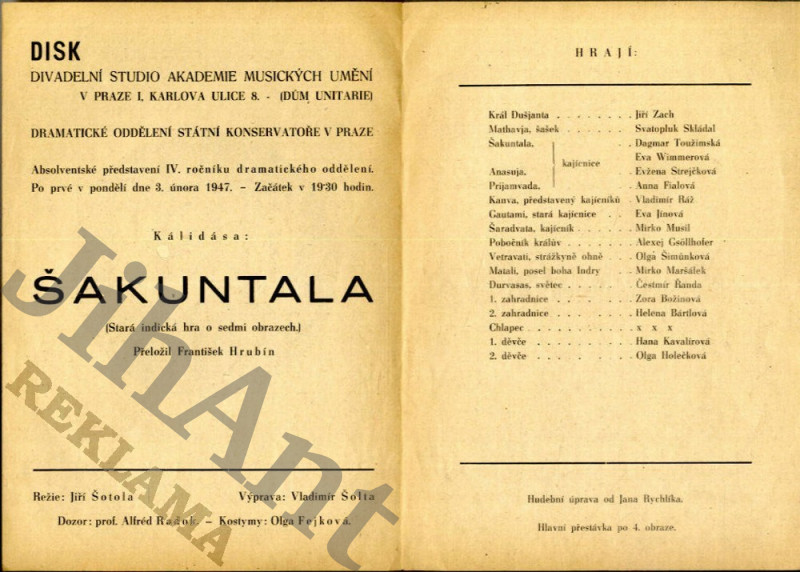 DISK
DIVADELNÍ STUDIO AKADEMIE MUSICKÝCH UMĚNÍ
V PRAZE I, KARLOVA ULICE 8. - (DŮM UNITARIE)
DRAMATICKÉ ODDĚLENÍ STÁTNÍ KONSERVATOŘE V PRAZE
Absolventské představení IV. ročníku dramatického oddělení.
Po prvé v pondělí dne 3. února 1947. – Začátek v 19·30 hodin.
Kálidása:
ŠAKUNTALA
(Stará indická hra o sedmi obrazech.)
Přeložil František Hrubín
Režie: Jiří Šotola Výprava: Vladimír Šolta
Dozor: prof. Alfréd Radok. – Kostymy: Olga Fejková.
HRAJÍ:
Král Dušjanta . . . . . . . . Jiří Zach
Mathavja, šašek . . . . . . Svatopluk Skládal
Šakuntala, Dagmar Toužimská
kajícnice Eva Wimmerová
Anasuja, Evžena Strejčková
Prijamvada, Anna Fialová
Kanva, představený kajícníků . Vladimír Ráž
Gautami, stará kajícnice . . Eva Jínová
Šaradvata, kajícník . . . . . Mirko Musil
Pobočník králův . . . . . . Alexej Gsöllhofer
Vetravati, strážkyně ohně . . Olga Šimůnková
Matali, posel boha Indry . . Mirko Maršálek
Durvasas, světec . . . . . . Čestmír Řanda
1. zahradnice . . . . . . . Zora Božinová
2. zahradnice . . . . . . . Helena Bártlová
Chlapec . . . . . . . . . x x x
1. děvče . . . . . . . . . Hana Kavalírová
2. děvče . . . . . . . . . Olga Holečková
Hudební úprava od Jana Rychlíka.
Hlavní přestávka po 4. obraze.
JihAnt
REKLAMA